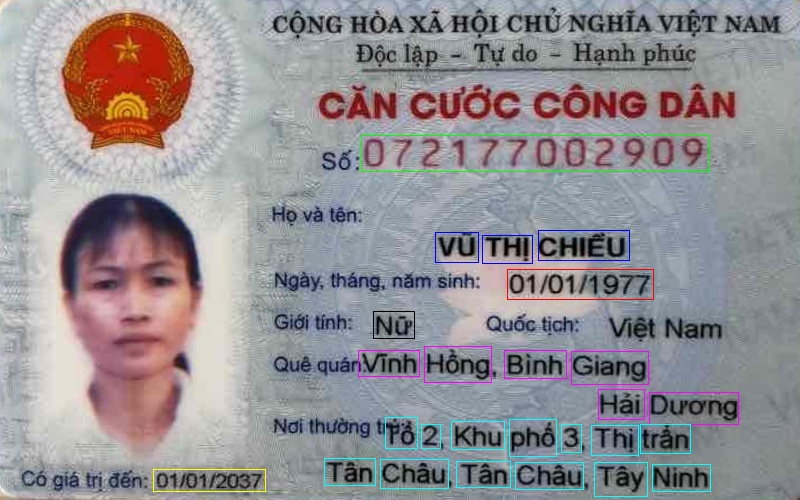 CỘNG HÒA XÃ HỘI CHỦ NGHĨA VIỆT NAM
Độc lập - Tự do - Hạnh phúc
CĂN CƯỚC CÔNG DÂN
Số: 072177002909
Họ và tên:
VŨ THỊ CHIỀU
Ngày, tháng, năm sinh: 01/01/1977
Giới tính: Nữ Quốc tịch: Việt Nam
Quê quán: Vĩnh Hồng, Bình Giang
Hải Dương
Nơi thường trú: Tổ 2, Khu phố 3, Thị trấn
Tân Châu, Tân Châu, Tây Ninh
Có giá trị đến: 01/01/2037
VIỆT NAM